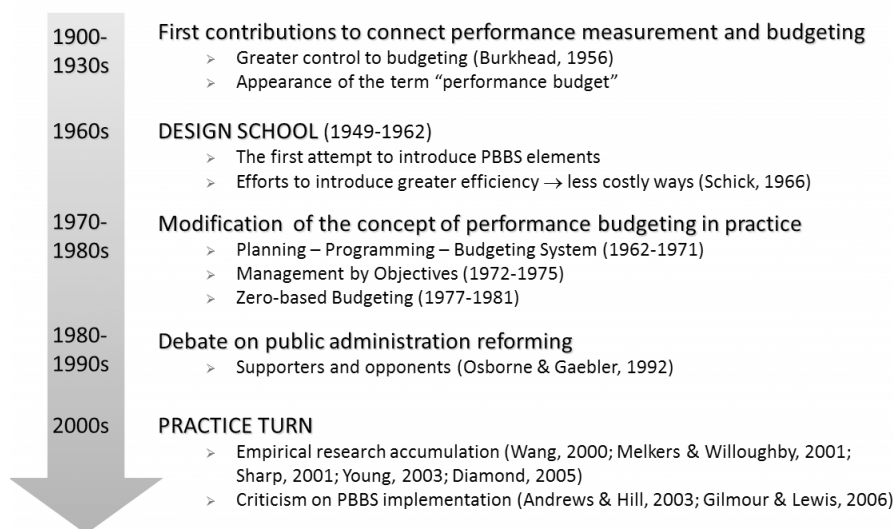 1900-
1930s
First contributions to connect performance measurement and budgeting
➢ Greater control to budgeting (Burkhead, 1956)
➢ Appearance of the term “performance budget”
1960s
DESIGN SCHOOL (1949-1962)
➢ The first attempt to introduce PBBS elements
➢ Efforts to introduce greater efficiency → less costly ways (Schick, 1966)
1970-
1980s
Modification of the concept of performance budgeting in practice
➢ Planning – Programming – Budgeting System (1962-1971)
➢ Management by Objectives (1972-1975)
➢ Zero-based Budgeting (1977-1981)
1980-
1990s
Debate on public administration reforming
➢ Supporters and opponents (Osborne & Gaebler, 1992)
2000s
PRACTICE TURN
➢ Empirical research accumulation (Wang, 2000; Melkers & Willoughby, 2001;
Sharp, 2001; Young, 2003; Diamond, 2005)
➢ Criticism on PBBS implementation (Andrews & Hill, 2003; Gilmour & Lewis, 2006)